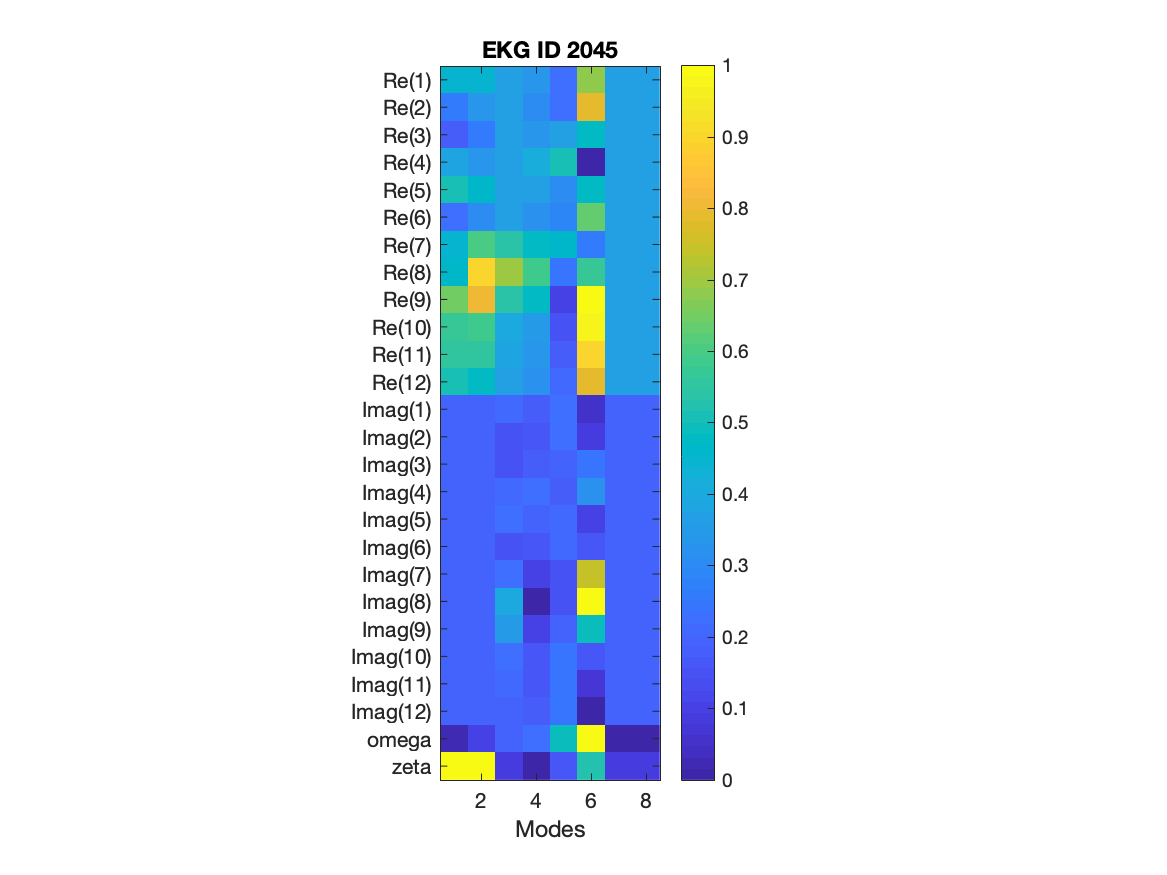 EKG ID 2045
Re(1)
Re(2)
Re(3)
Re(4)
Re(5)
Re(6)
Re(7)
Re(8)
Re(9)
Re(10)
Re(11)
Re(12)
Imag(1)
Imag(2)
Imag(3)
Imag(4)
Imag(5)
Imag(6)
Imag(7)
Imag(8)
Imag(9)
Imag(10)
Imag(11)
Imag(12)
omega
zeta
2 4 6 8
Modes
1
0.9
0.8
0.7
0.6
0.5
0.4
0.3
0.2
0.1
0